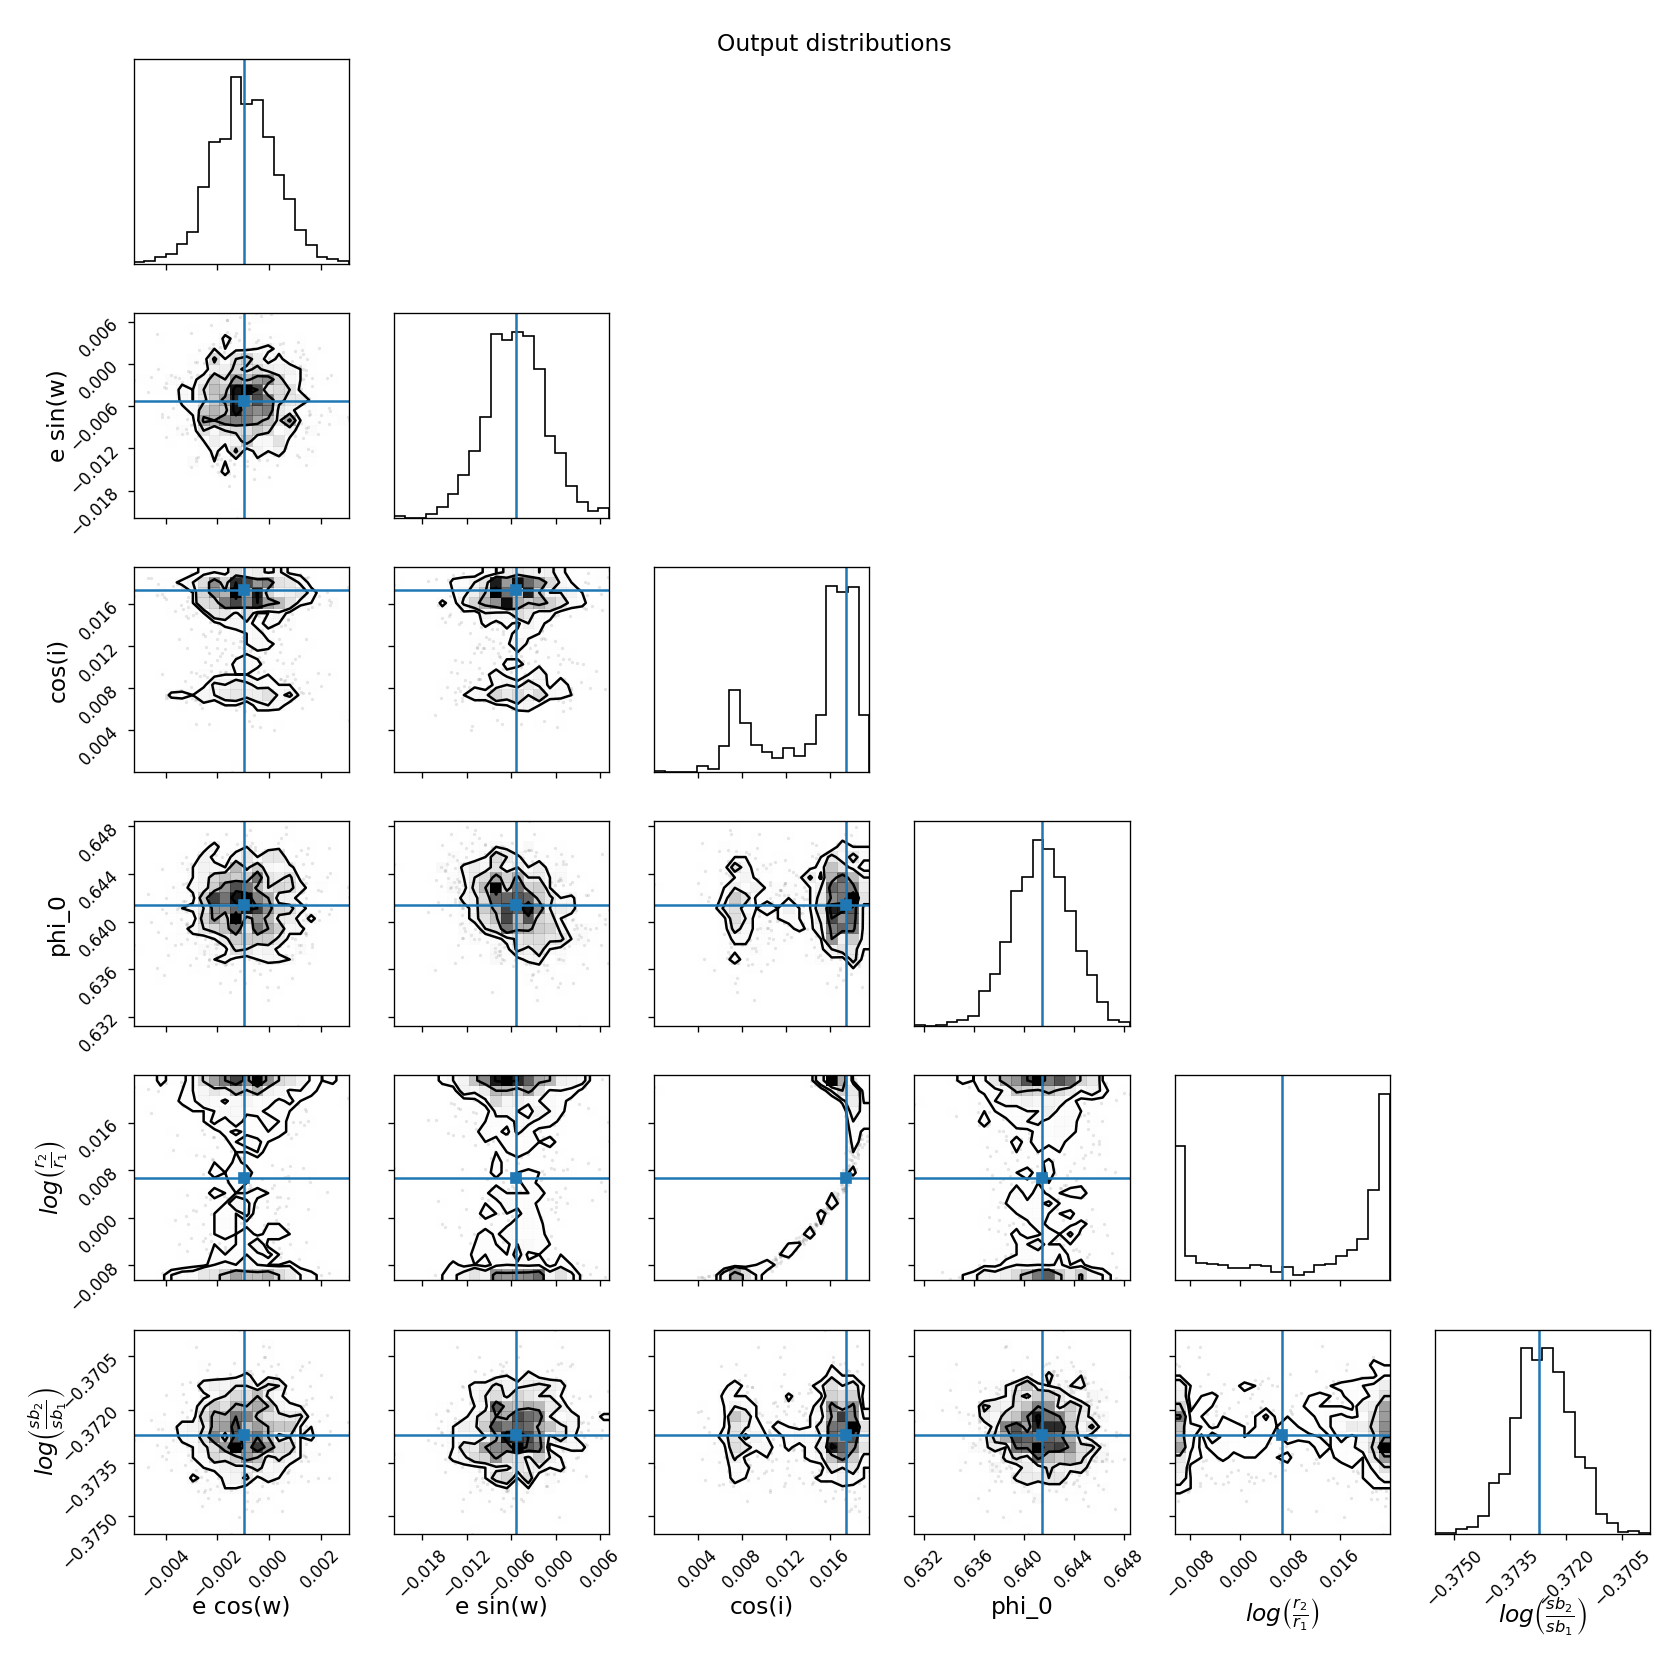 Output distributions
e sin(w)
0.006
0.000
−0.006
−0.012
−0.018
cos(i)
0.016
0.012
0.008
0.004
phi_0
0.648
0.644
0.640
0.636
0.632
log(r₂/r₁)
0.016
0.008
0.000
−0.008
log(sb₂/sb₁)
−0.3705
−0.3720
−0.3735
−0.3750
−0.004 −0.002 0.000 0.002
−0.018 −0.012 −0.006 0.000 0.006
0.004 0.008 0.012 0.016
0.632 0.636 0.640 0.644 0.648
−0.008 0.000 0.008 0.016
−0.3750 −0.3735 −0.3720 −0.3705
e cos(w) e sin(w) cos(i) phi_0 log(r₂/r₁) log(sb₂/sb₁)